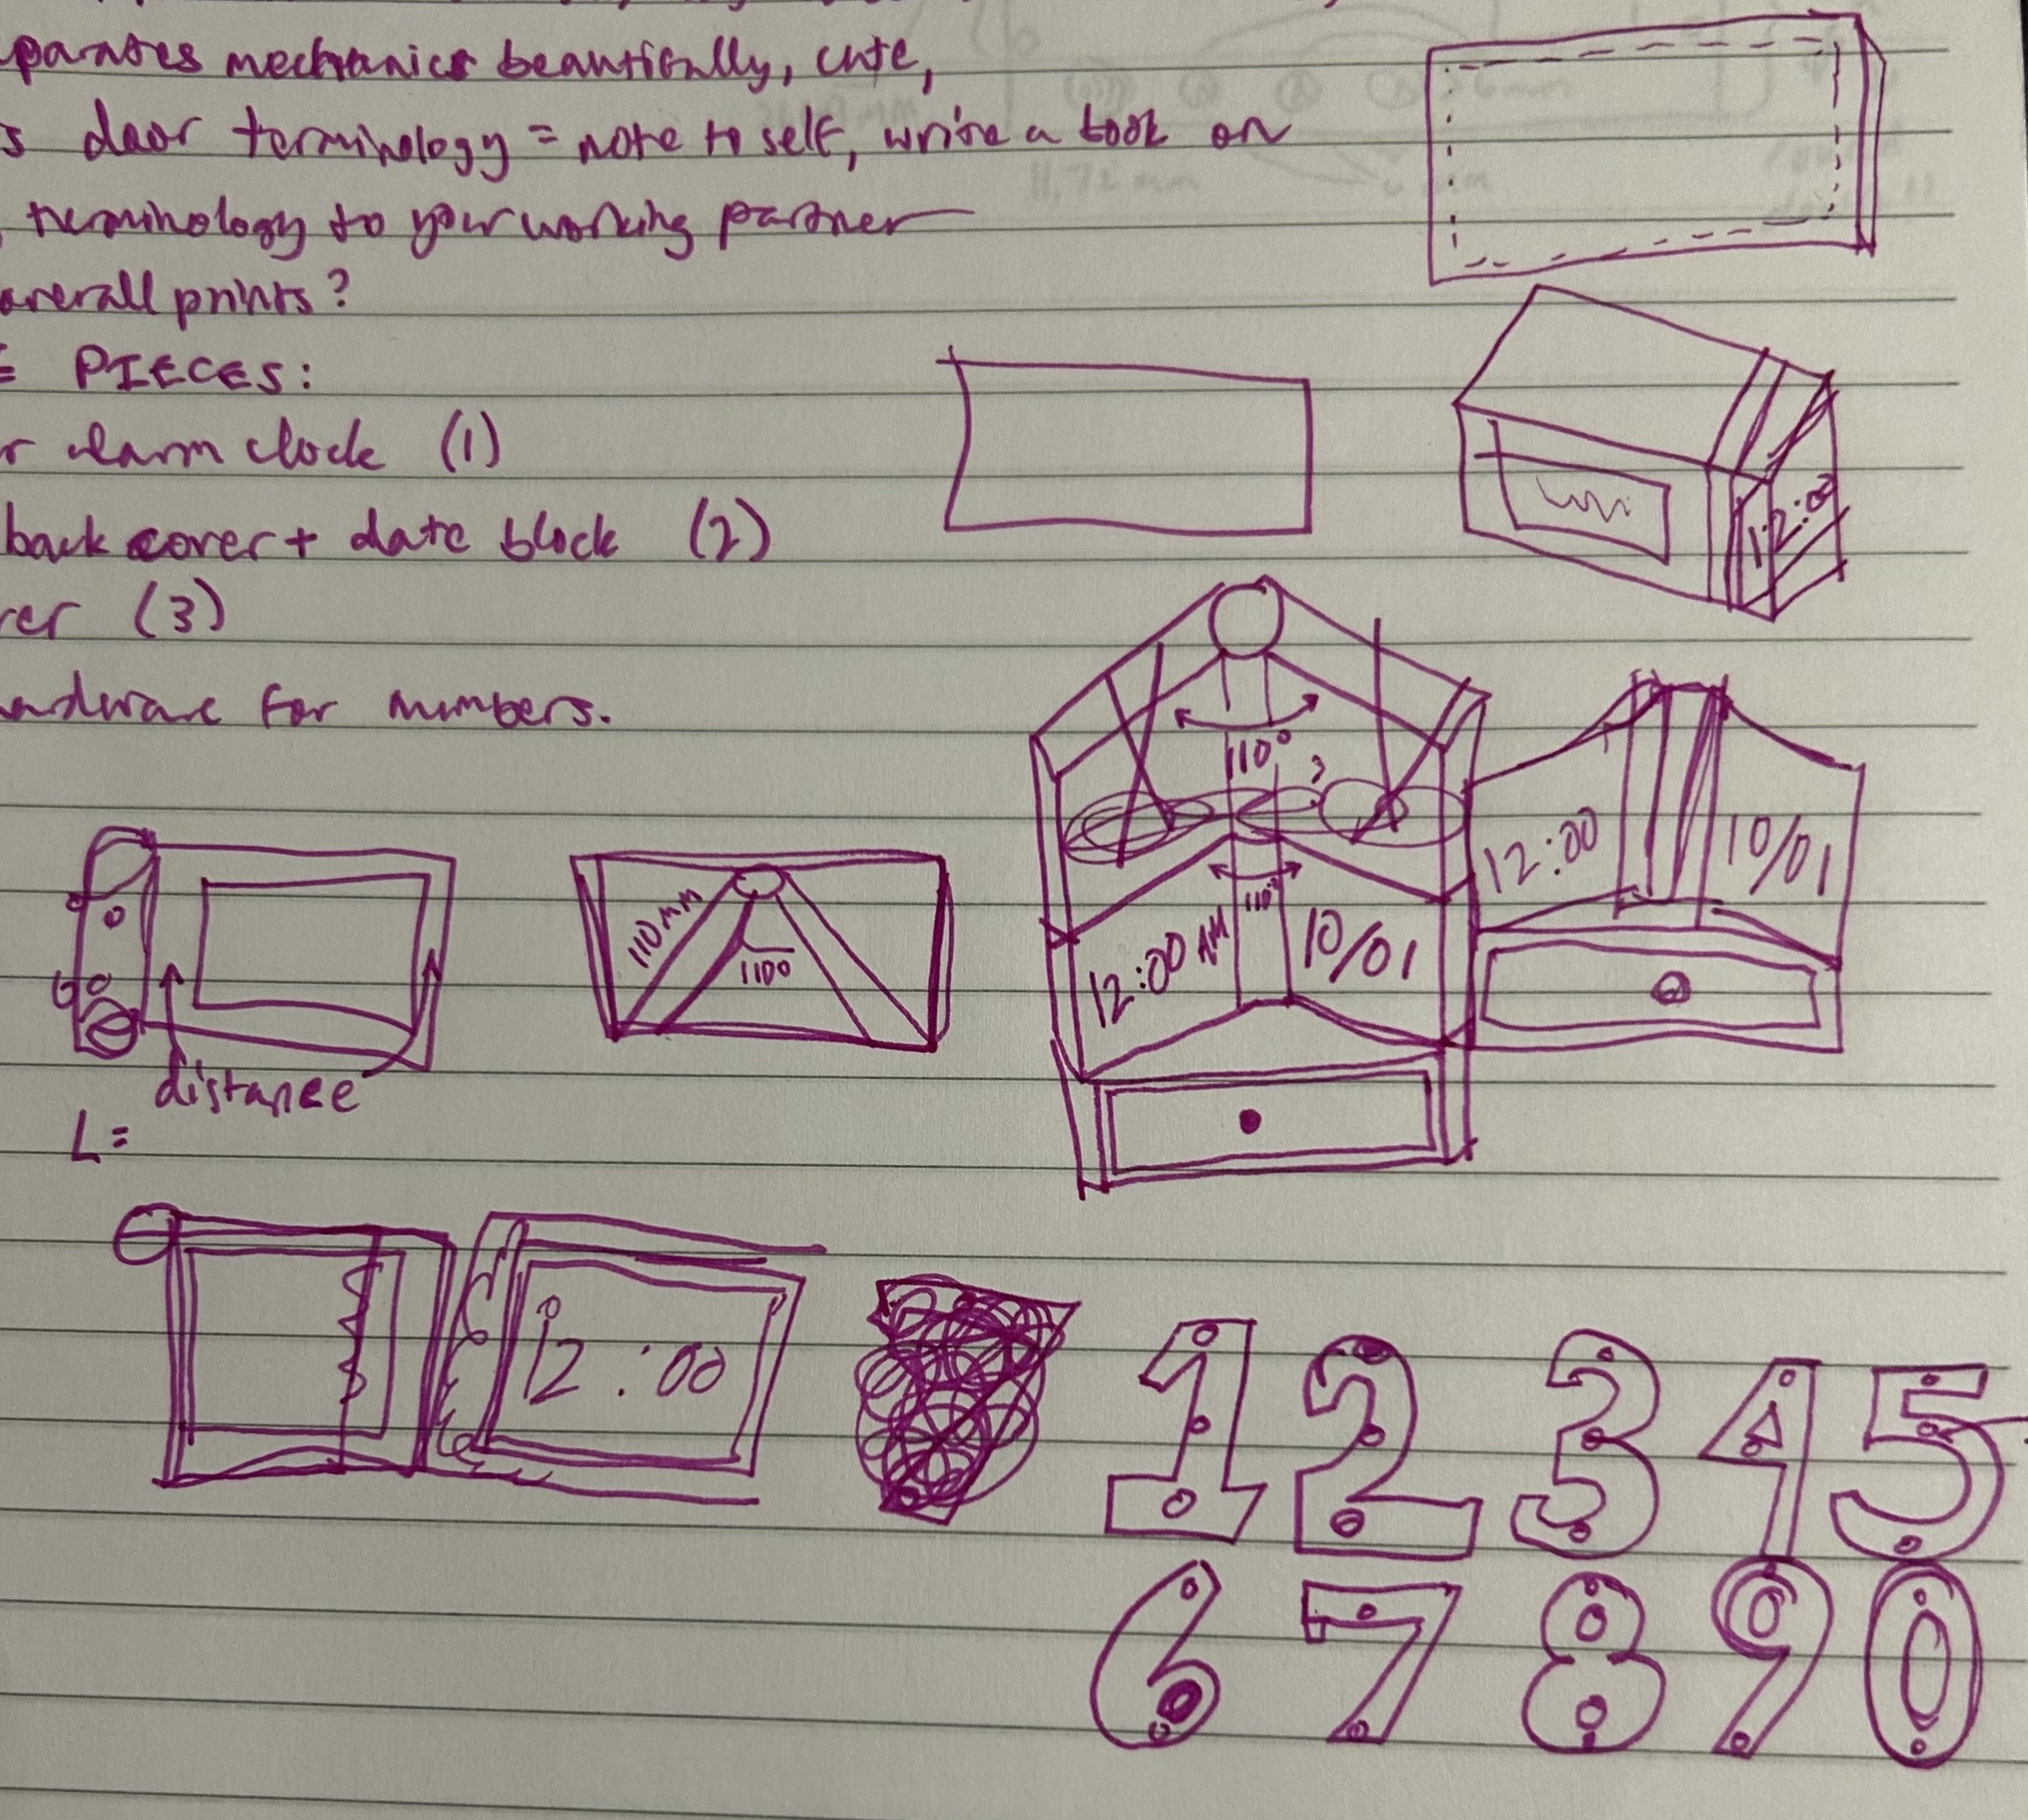 parates mechanics beautifully, cute,
s door terminology = note to self, write a book on
terminology to your working partner
overall prints?
PIECES:
r alarm clock (1)
back cover + date block (2)
rer (3)
ardware for numbers.
12:00
110°
?
110°
12:00 AM
10/01
12:00
10/01
110MM
110°
distance
L=
12:00
1 2 3 4 5
6 7 8 9 0
11,72 mm